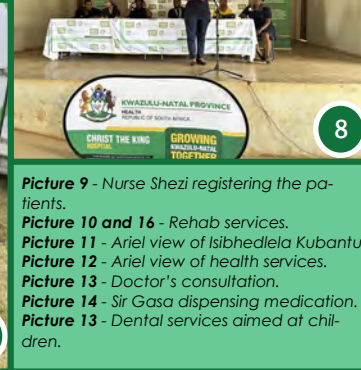 KWAZULU-NATAL PROVINCE
HEALTH
REPUBLIC OF SOUTH AFRICA
CHRIST THE KING
HOSPITAL
GROWING
KWAZULU-NATAL
TOGETHER
8
Picture 9 - Nurse Shezi registering the pa-
tients.
Picture 10 and 16 - Rehab services.
Picture 11 - Ariel view of Isibhedlela Kubantu
Picture 12 - Ariel view of health services.
Picture 13 - Doctor's consultation.
Picture 14 - Sir Gasa dispensing medication.
Picture 13 - Dental services aimed at chil-
dren.